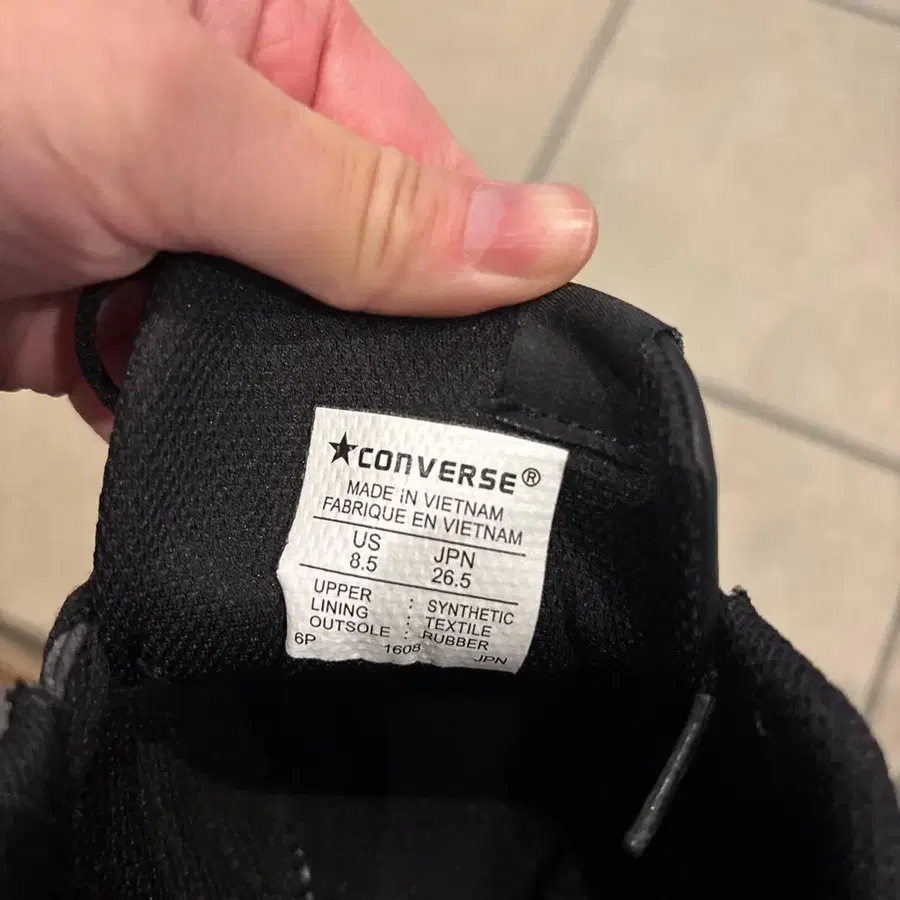 ★CONVERSE®
MADE IN VIETNAM
FABRIQUE EN VIETNAM
US JPN
8.5 26.5
UPPER : SYNTHETIC
LINING : TEXTILE
OUTSOLE : RUBBER
6P 1608 JPN